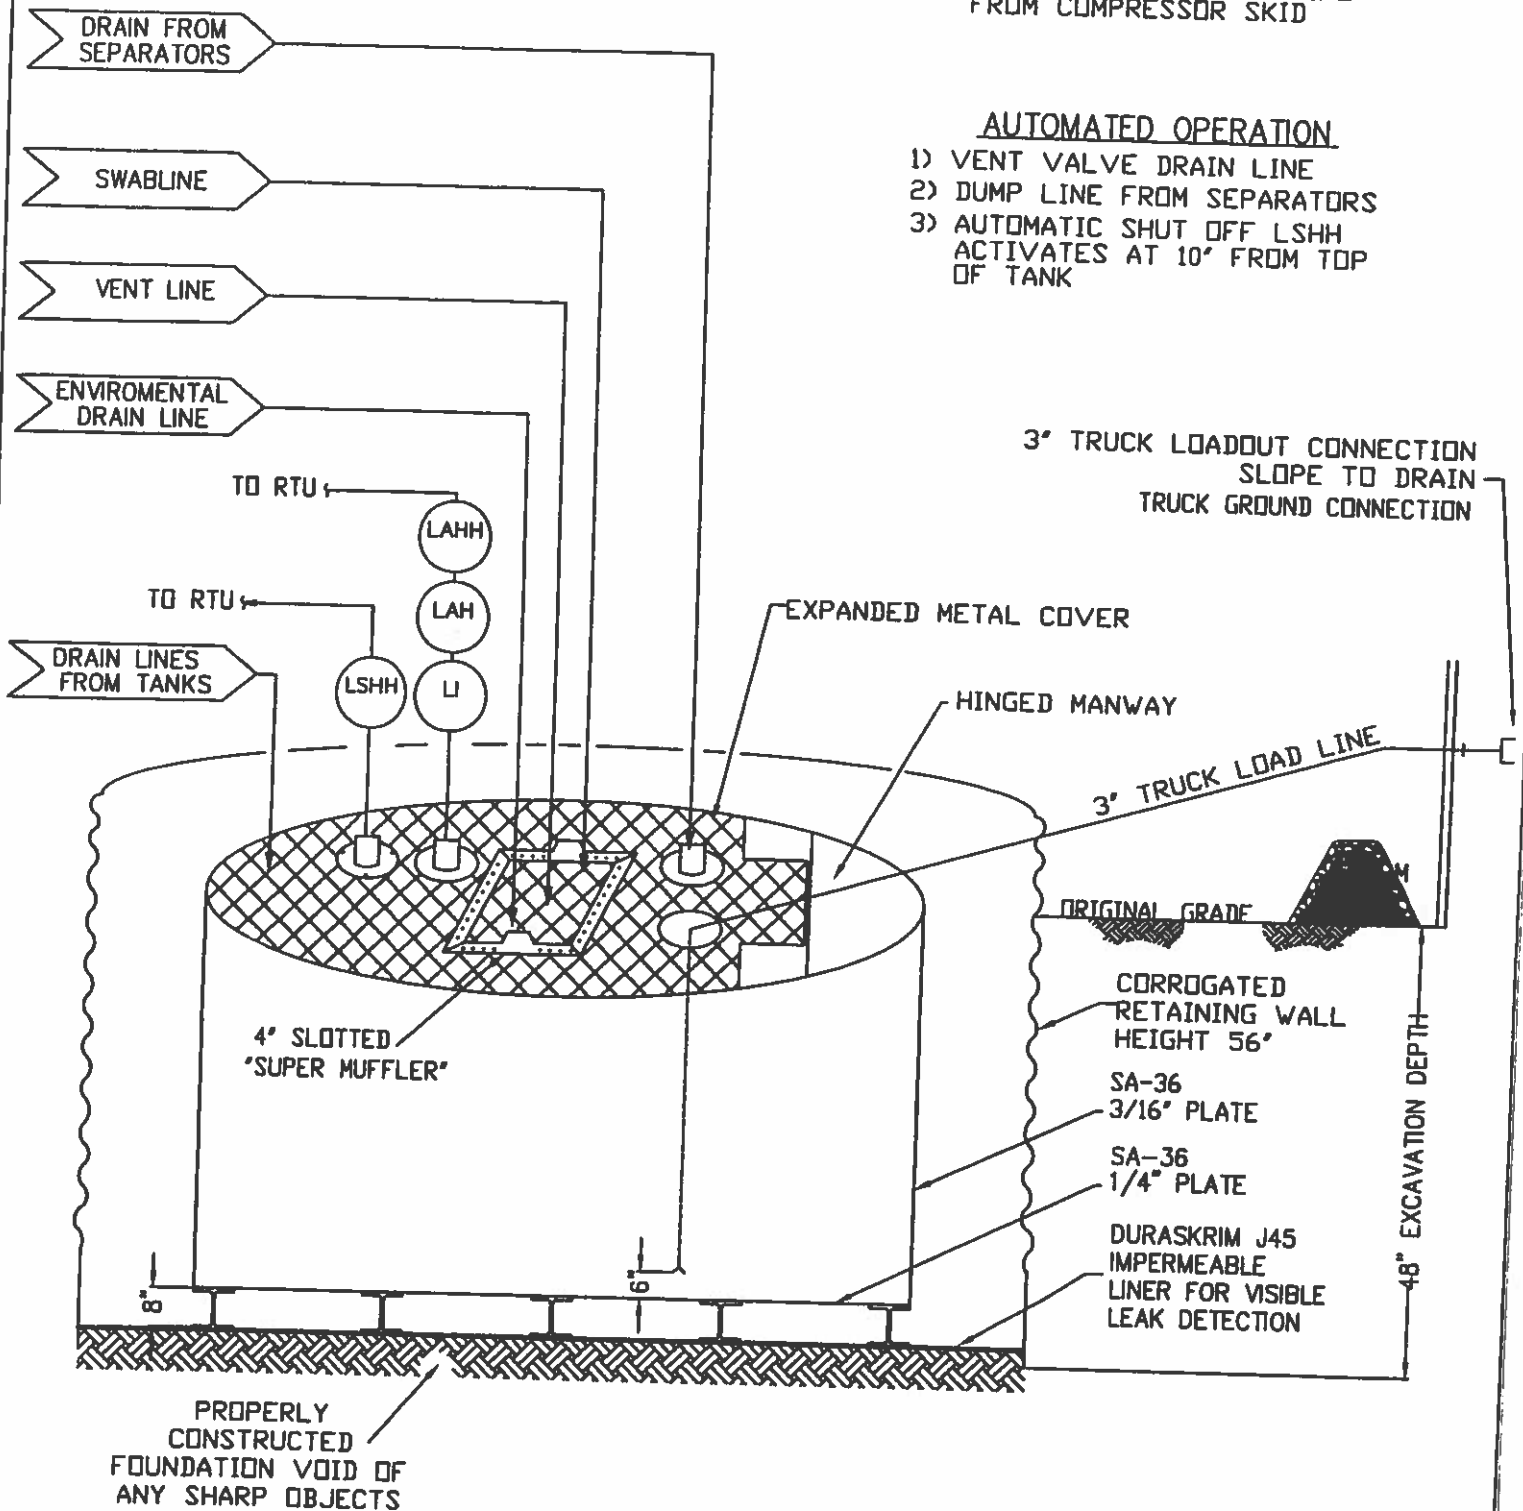 FROM COMPRESSOR SKID
DRAIN FROM
SEPARATORS
SWABLINE
VENT LINE
ENVIROMENTAL
DRAIN LINE
AUTOMATED OPERATION
1) VENT VALVE DRAIN LINE
2) DUMP LINE FROM SEPARATORS
3) AUTOMATIC SHUT OFF LSHH
ACTIVATES AT 10" FROM TOP
OF TANK
3" TRUCK LOADOUT CONNECTION
SLOPE TO DRAIN
TRUCK GROUND CONNECTION
TO RTU
LAHH
LAH
LI
TO RTU
LSHH
DRAIN LINES
FROM TANKS
EXPANDED METAL COVER
HINGED MANWAY
3" TRUCK LOAD LINE
ORIGINAL GRADE
M
4" SLOTTED
"SUPER MUFFLER"
CORROGATED
RETAINING WALL
HEIGHT 56"
SA-36
3/16" PLATE
SA-36
1/4" PLATE
DURASKRIM J45
IMPERMEABLE
LINER FOR VISIBLE
LEAK DETECTION
48" EXCAVATION DEPTH
8"
6"
PROPERLY
CONSTRUCTED
FOUNDATION VOID OF
ANY SHARP OBJECTS